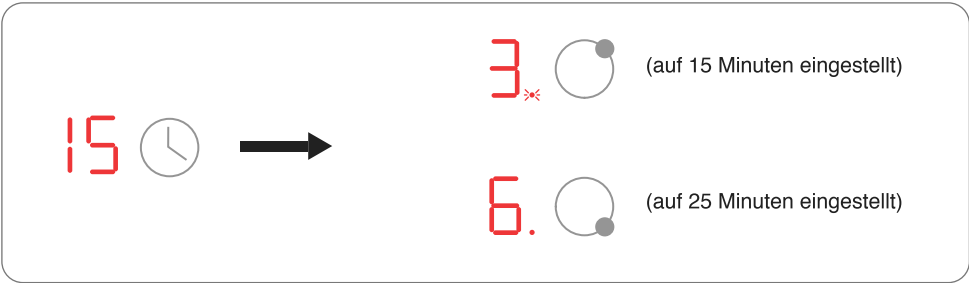 3. (auf 15 Minuten eingestellt)
15
6. (auf 25 Minuten eingestellt)